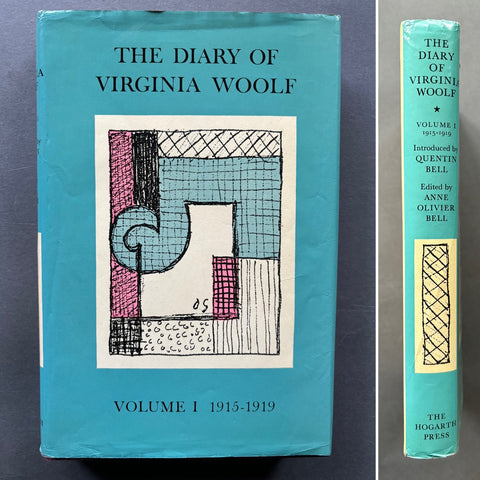 THE DIARY OF
VIRGINIA WOOLF
VOLUME I 1915-1919
THE
DIARY
OF
VIRGINIA
WOOLF
★
VOLUME I
1915-1919
Introduced by
QUENTIN
BELL
Edited by
ANNE
OLIVIER
BELL
THE
HOGARTH
PRESS